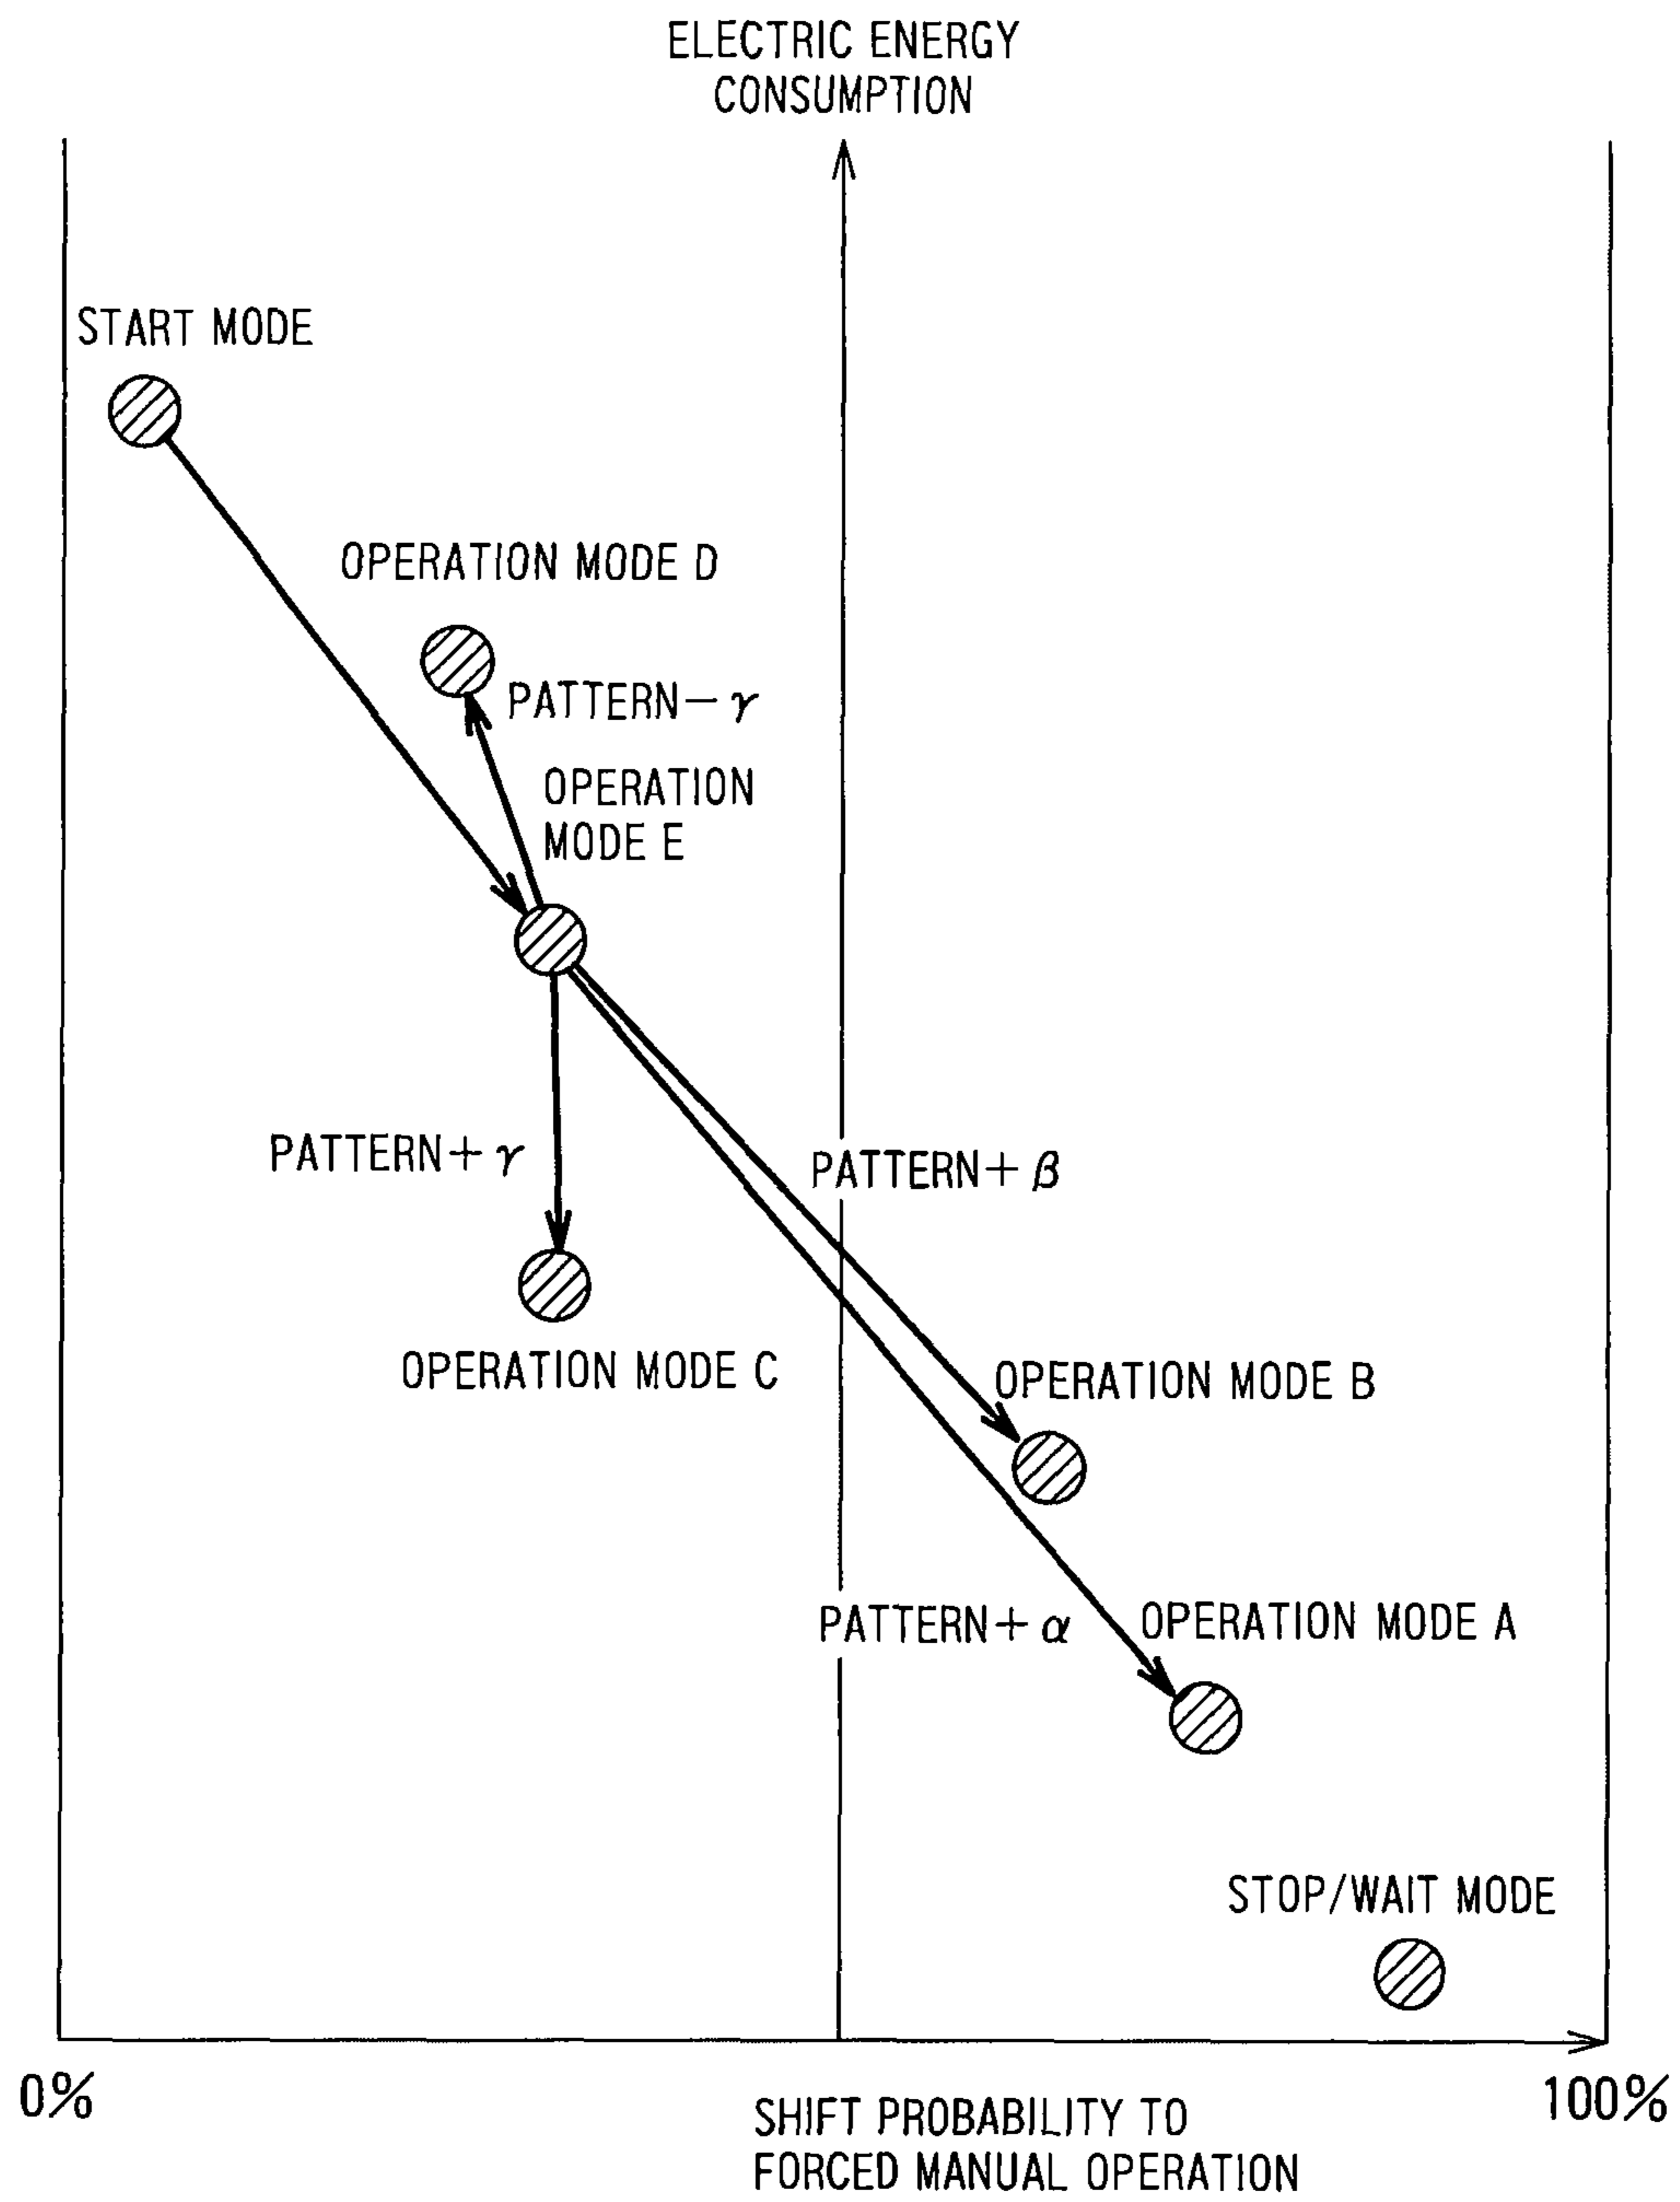 ELECTRIC ENERGY
CONSUMPTION
START MODE
OPERATION MODE D
PATTERN−γ
OPERATION
MODE E
PATTERN+γ
PATTERN+β
OPERATION MODE C
OPERATION MODE B
PATTERN+α
OPERATION MODE A
STOP/WAIT MODE
0%
100%
SHIFT PROBABILITY TO
FORCED MANUAL OPERATION